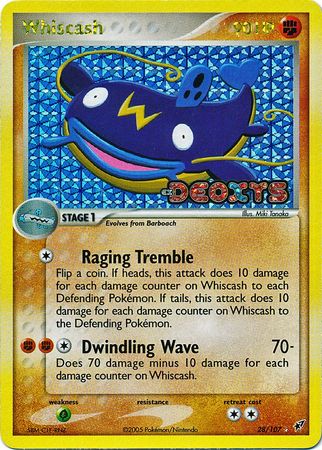 Whiscash
90 HP
DEOXYS
STAGE 1
Evolves from Barboach
Illus. Miki Tanaka
Raging Tremble
Flip a coin. If heads, this attack does 10 damage
for each damage counter on Whiscash to each
Defending Pokémon. If tails, this attack does 10
damage for each damage counter on Whiscash to
the Defending Pokémon.
Dwindling Wave 70-
Does 70 damage minus 10 damage for each
damage counter on Whiscash.
weakness resistance retreat cost
©2005 Pokémon/Nintendo
28/107